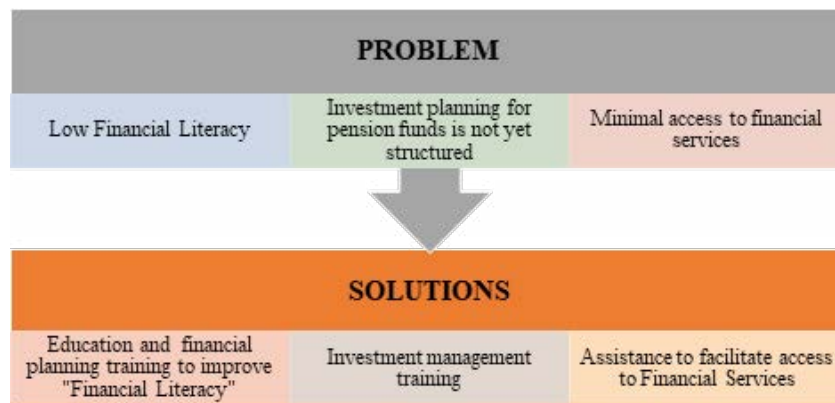 PROBLEM
Low Financial Literacy
Investment planning for
pension funds is not yet
structured
Minimal access to financial
services
SOLUTIONS
Education and financial
planning training to improve
"Financial Literacy"
Investment management
training
Assistance to facilitate access
to Financial Services